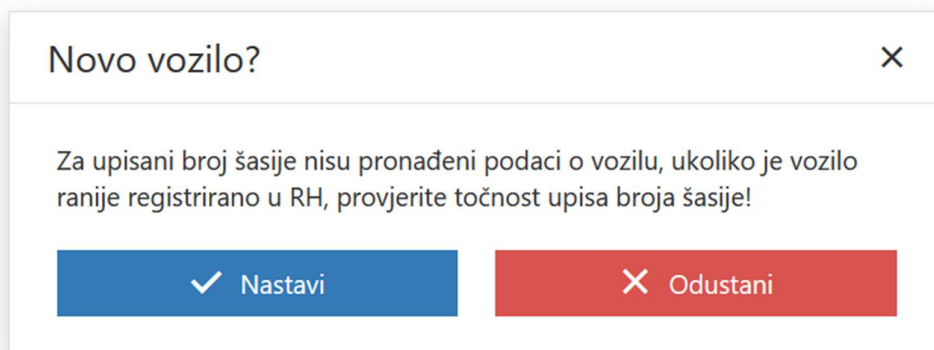 Novo vozilo?
Za upisani broj šasije nisu pronađeni podaci o vozilu, ukoliko je vozilo
ranije registrirano u RH, provjerite točnost upisa broja šasije!
Nastavi
Odustani